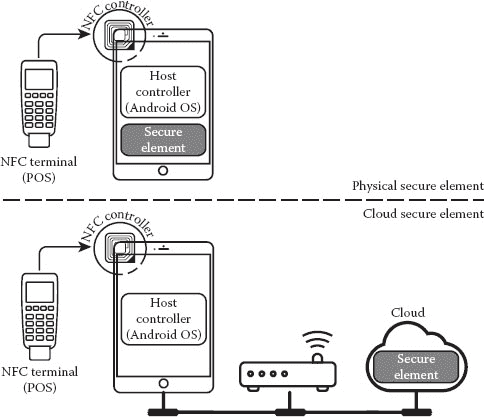 NFC controller
Host
controller
(Android OS)
Secure
element
NFC terminal
(POS)
Physical secure element
Cloud secure element
NFC controller
Host
controller
(Android OS)
Cloud
Secure
element
NFC terminal
(POS)